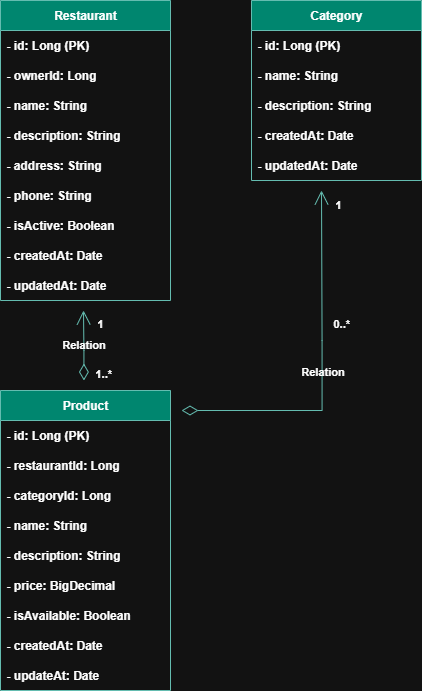 Restaurant
- id: Long (PK)
- ownerId: Long
- name: String
- description: String
- address: String
- phone: String
- isActive: Boolean
- createdAt: Date
- updatedAt: Date
Category
- id: Long (PK)
- name: String
- description: String
- createdAt: Date
- updatedAt: Date
1
1
0..*
Relation
1..*
Relation
Product
- id: Long (PK)
- restaurantId: Long
- categoryId: Long
- name: String
- description: String
- price: BigDecimal
- isAvailable: Boolean
- createdAt: Date
- updateAt: Date